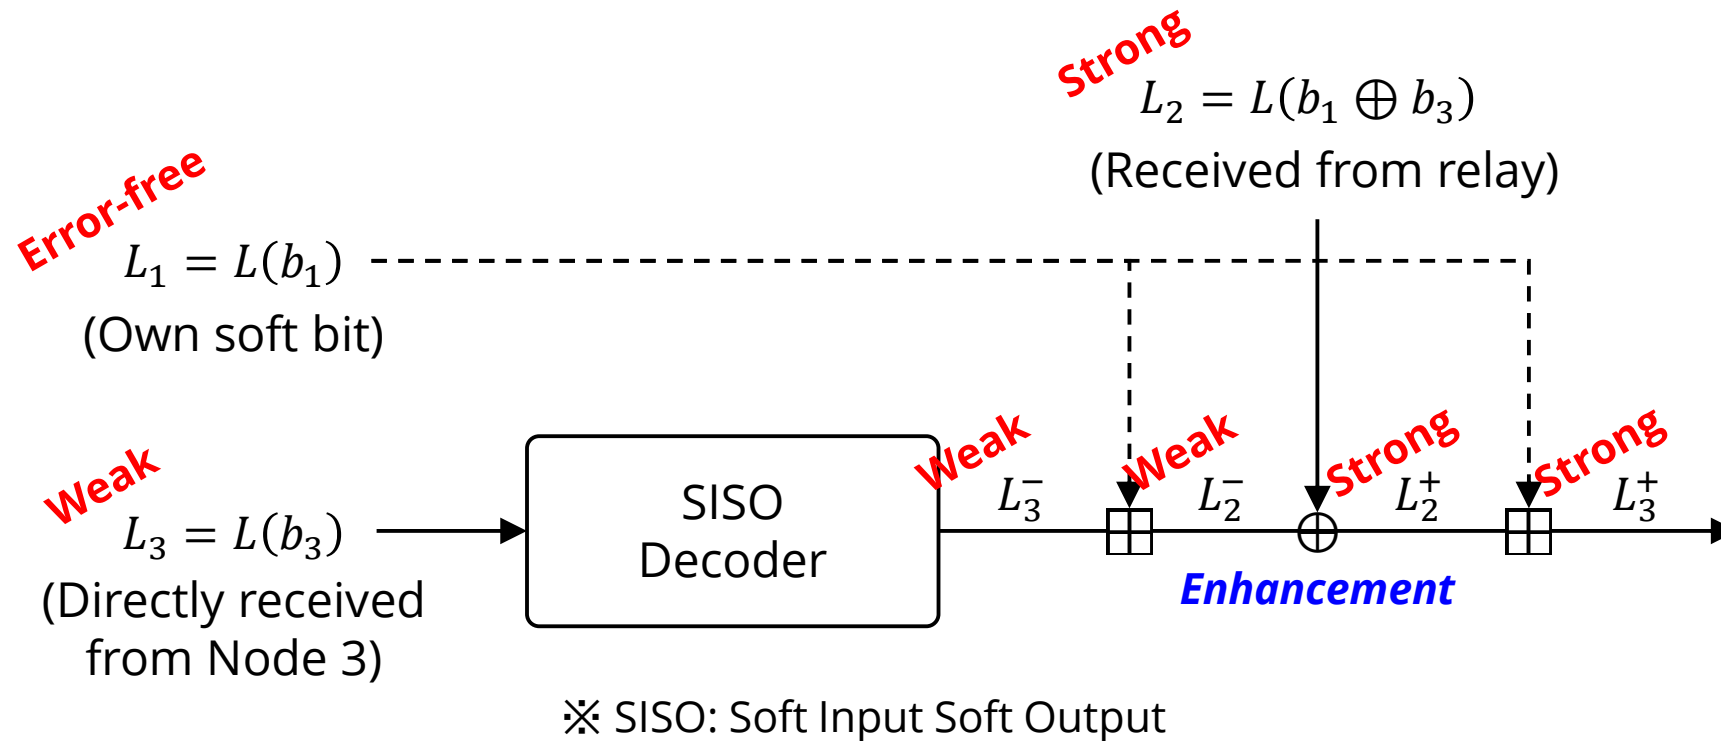 Strong
L₂ = L(b₁ ⊕ b₃)
(Received from relay)
Error-free
L₁ = L(b₁)
(Own soft bit)
Weak
L₃ = L(b₃)
(Directly received
from Node 3)
SISO
Decoder
Weak
L₃⁻
Weak
L₂⁻
Strong
L₂⁺
Strong
L₃⁺
Enhancement
※ SISO: Soft Input Soft Output